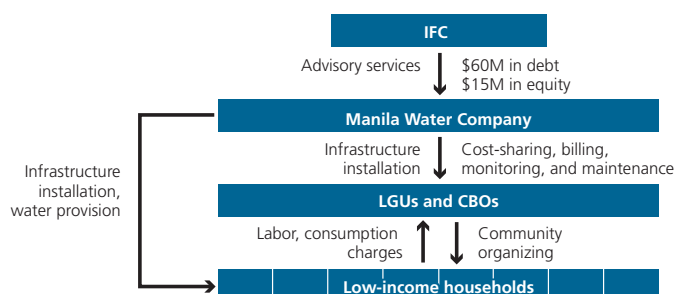 IFC
Advisory services
$60M in debt
$15M in equity
Manila Water Company
Infrastructure
installation
Cost-sharing, billing,
monitoring, and maintenance
Infrastructure
installation,
water provision
LGUs and CBOs
Labor, consumption
charges
Community
organizing
Low-income households